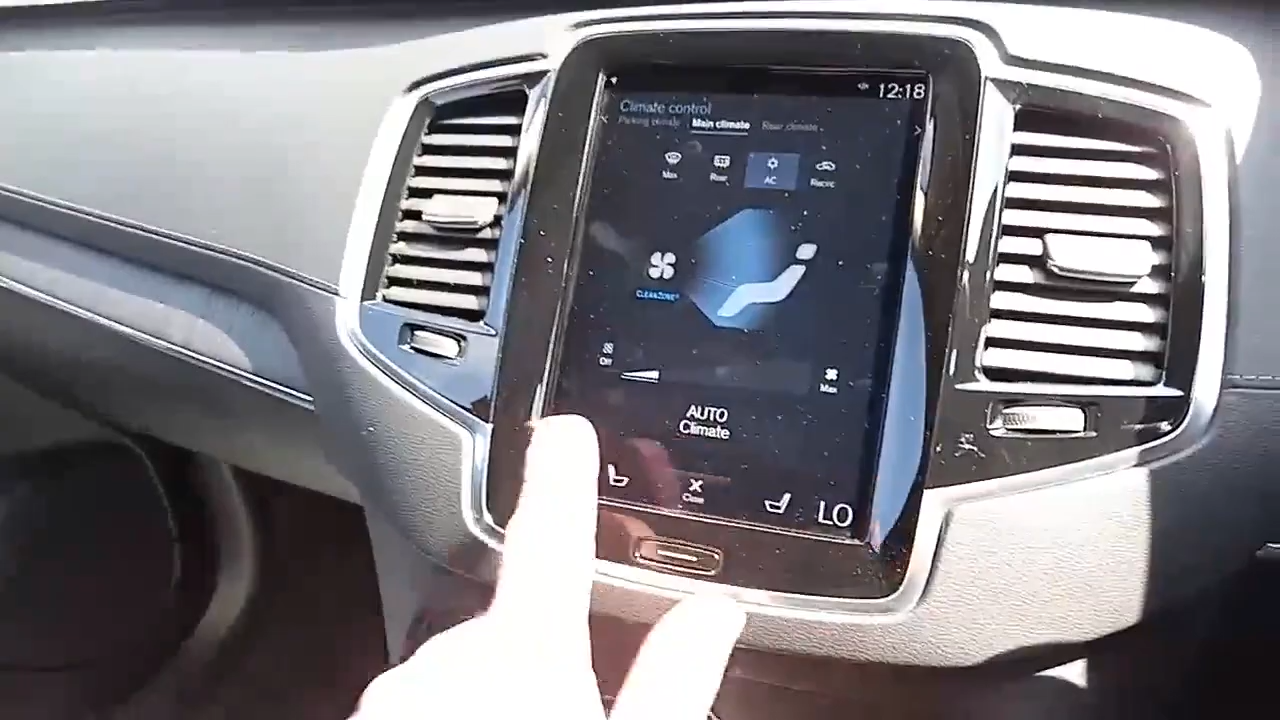 12:18
Climate control
Parking climate Main climate Rear climate
Max Rear AC Recirc
CLEANZONE
Off
Max
AUTO
Climate
Close
LO